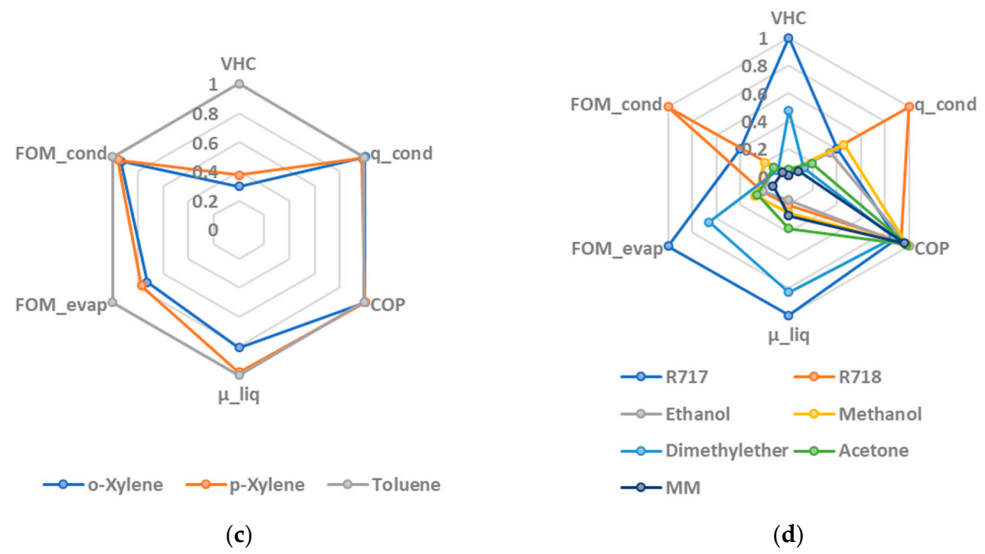 VHC
1
0.8
0.6
0.4
0.2
0
q_cond
COP
μ_liq
FOM_evap
FOM_cond
o-Xylene p-Xylene Toluene
(c)
VHC
1
0.8
0.6
0.4
0.2
0
q_cond
COP
μ_liq
FOM_evap
FOM_cond
R717 R718
Ethanol Methanol
Dimethylether Acetone
MM
(d)